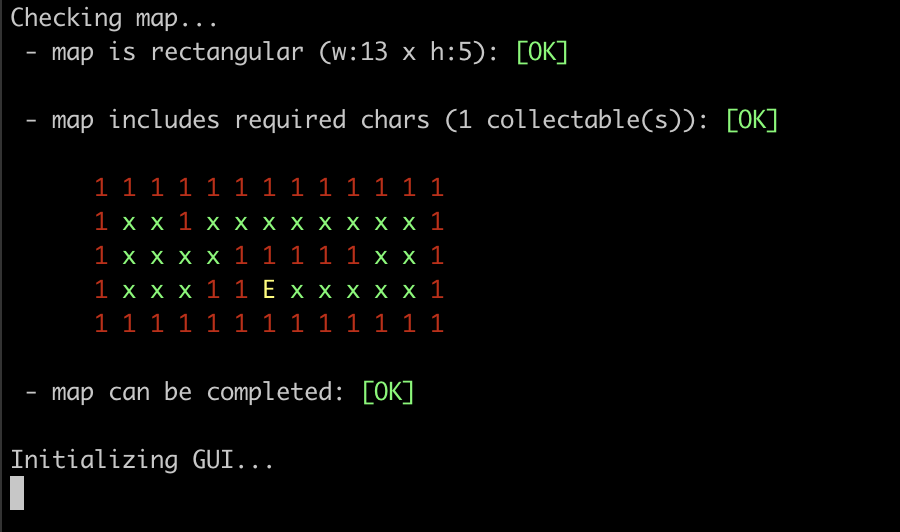 Checking map...
- map is rectangular (w:13 x h:5): [OK]
- map includes required chars (1 collectable(s)): [OK]
1 1 1 1 1 1 1 1 1 1 1 1 1
1 x x 1 x x x x x x x x 1
1 x x x x 1 1 1 1 1 x x 1
1 x x x 1 1 E x x x x x 1
1 1 1 1 1 1 1 1 1 1 1 1 1
- map can be completed: [OK]
Initializing GUI...